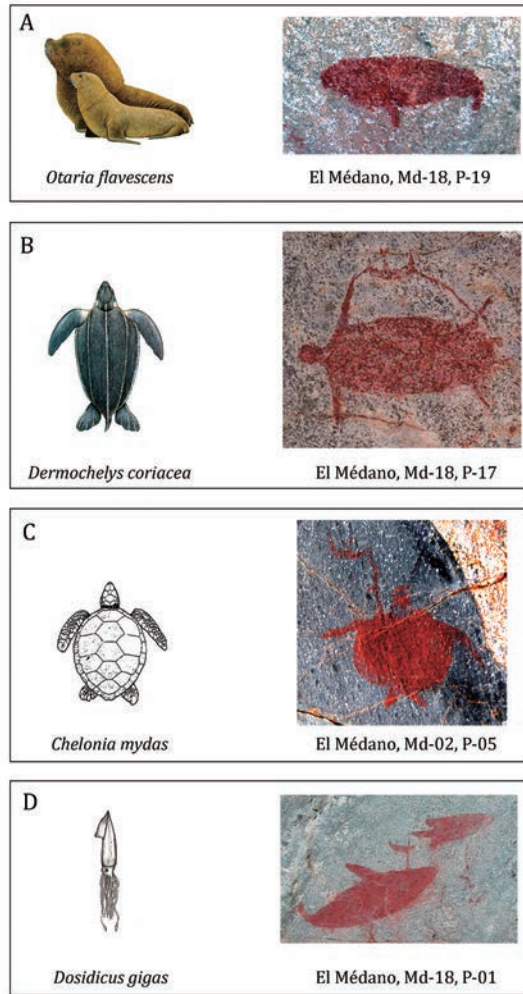 A
Otaria flavescens
El Médano, Md-18, P-19
B
Dermochelys coriacea
El Médano, Md-18, P-17
C
Chelonia mydas
El Médano, Md-02, P-05
D
Dosidicus gigas
El Médano, Md-18, P-01